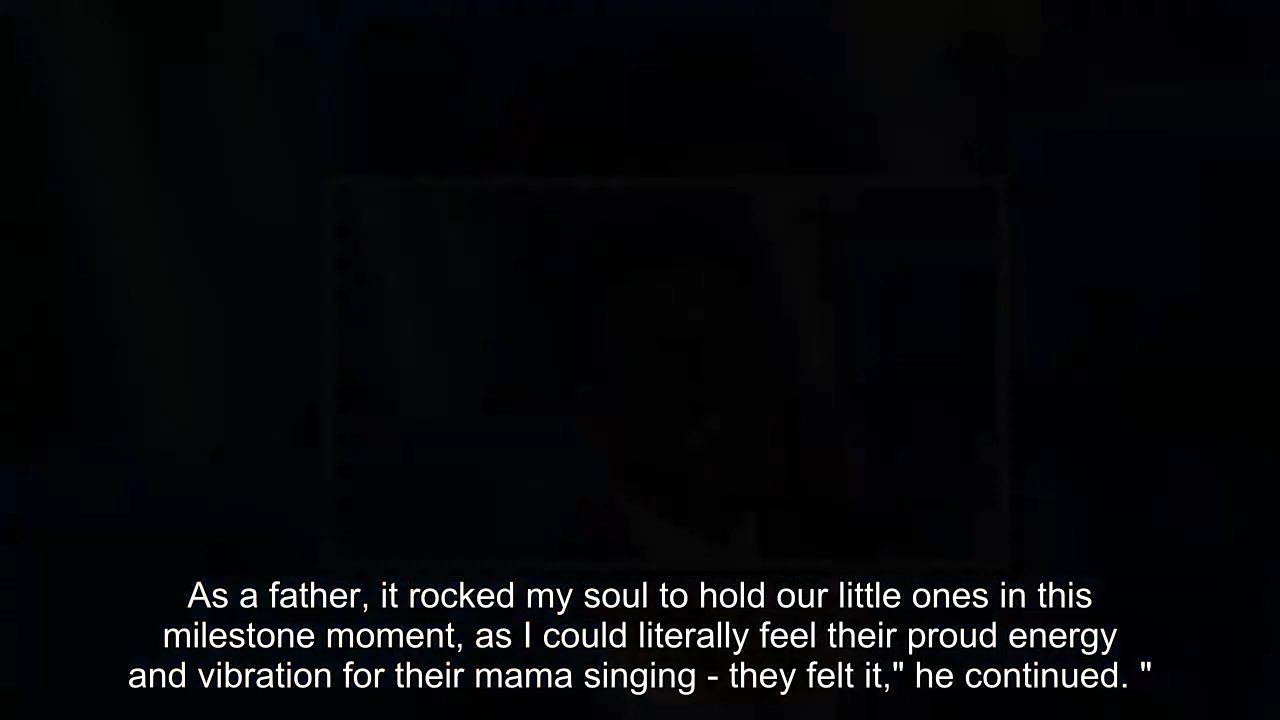 As a father, it rocked my soul to hold our little ones in this
milestone moment, as I could literally feel their proud energy
and vibration for their mama singing - they felt it," he continued. "